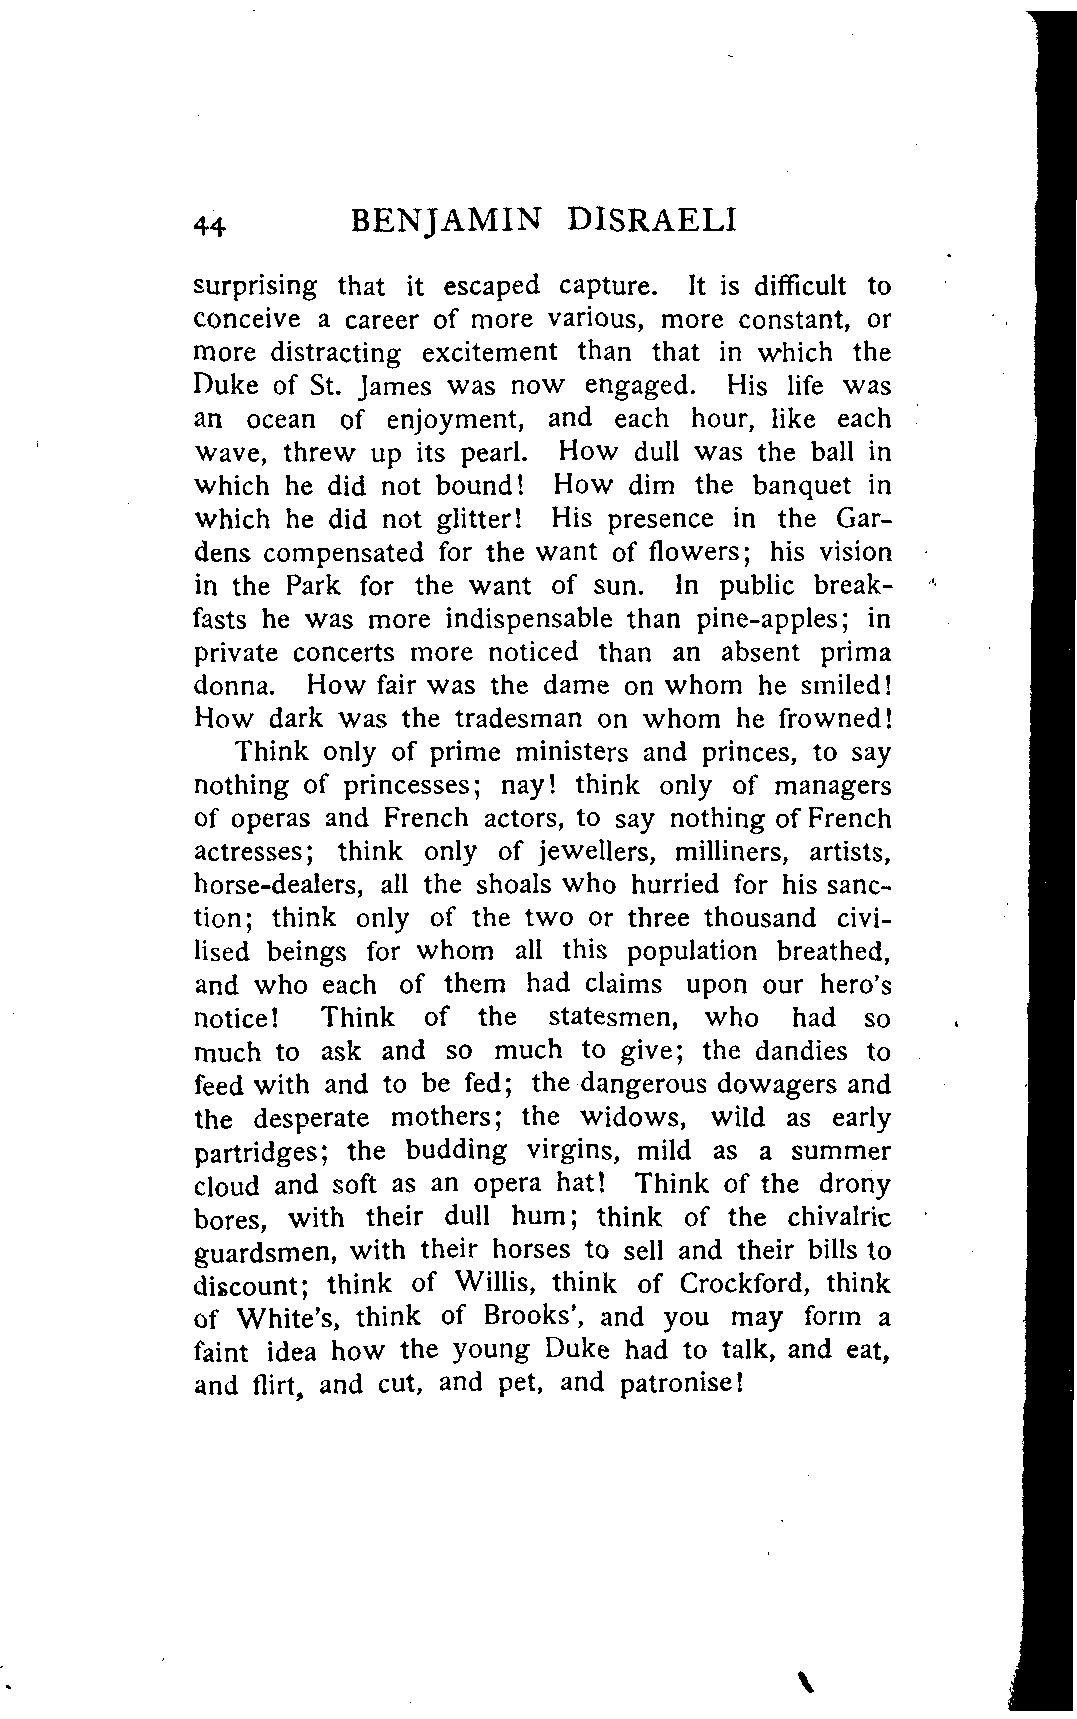 44 BENJAMIN DISRAELI
surprising that it escaped capture. It is difficult to
conceive a career of more various, more constant, or
more distracting excitement than that in which the
Duke of St. James was now engaged. His life was
an ocean of enjoyment, and each hour, like each
wave, threw up its pearl. How dull was the ball in
which he did not bound! How dim the banquet in
which he did not glitter! His presence in the Gar-
dens compensated for the want of flowers; his vision
in the Park for the want of sun. In public break-
fasts he was more indispensable than pine-apples; in
private concerts more noticed than an absent prima
donna. How fair was the dame on whom he smiled!
How dark was the tradesman on whom he frowned!
Think only of prime ministers and princes, to say
nothing of princesses; nay! think only of managers
of operas and French actors, to say nothing of French
actresses; think only of jewellers, milliners, artists,
horse-dealers, all the shoals who hurried for his sanc-
tion; think only of the two or three thousand civi-
lised beings for whom all this population breathed,
and who each of them had claims upon our hero's
notice! Think of the statesmen, who had so
much to ask and so much to give; the dandies to
feed with and to be fed; the dangerous dowagers and
the desperate mothers; the widows, wild as early
partridges; the budding virgins, mild as a summer
cloud and soft as an opera hat! Think of the drony
bores, with their dull hum; think of the chivalric
guardsmen, with their horses to sell and their bills to
discount; think of Willis, think of Crockford, think
of White's, think of Brooks', and you may form a
faint idea how the young Duke had to talk, and eat,
and flirt, and cut, and pet, and patronise!